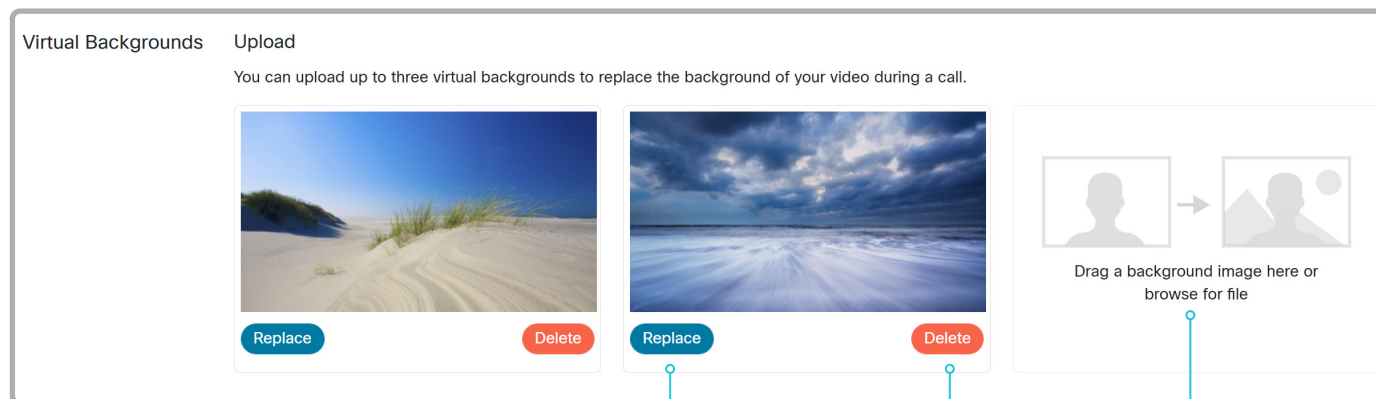 Virtual Backgrounds
Upload
You can upload up to three virtual backgrounds to replace the background of your video during a call.
Replace
Delete
Replace
Delete
Drag a background image here or
browse for file